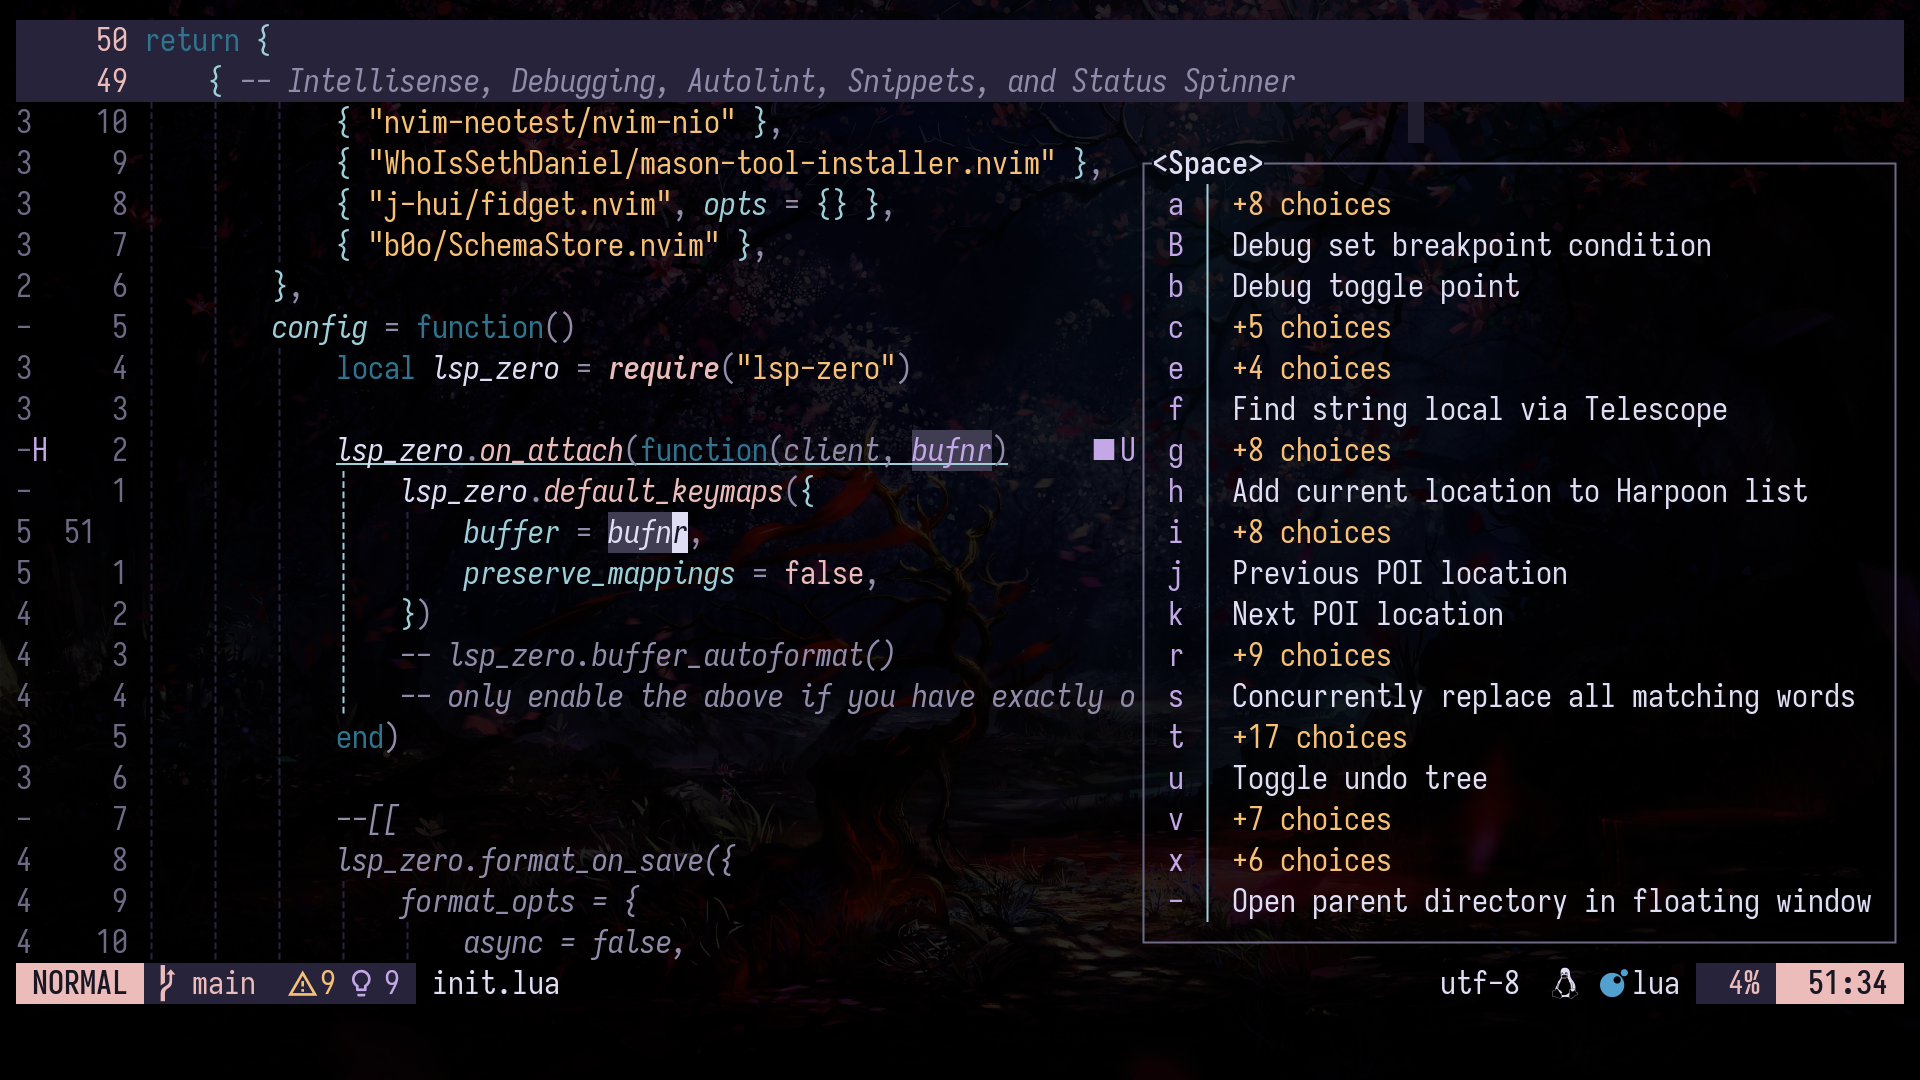 50 return {
49 { -- Intellisense, Debugging, Autolint, Snippets, and Status Spinner
3 10 { "nvim-neotest/nvim-nio" },
3 9 { "WhoIsSethDaniel/mason-tool-installer.nvim" },
3 8 { "j-hui/fidget.nvim", opts = {} },
3 7 { "b0o/SchemaStore.nvim" },
2 6 },
- 5 config = function()
3 4 local lsp_zero = require("lsp-zero")
3 3
-H 2 lsp_zero.on_attach(function(client, bufnr) ■ U
- 1 lsp_zero.default_keymaps({
5 51 buffer = bufnr,
5 1 preserve_mappings = false,
4 2 })
4 3 -- lsp_zero.buffer_autoformat()
4 4 -- only enable the above if you have exactly o
3 5 end)
3 6
- 7 --[[
4 8 lsp_zero.format_on_save({
4 9 format_opts = {
4 10 async = false,
<Space>
a +8 choices
B Debug set breakpoint condition
b Debug toggle point
c +5 choices
e +4 choices
f Find string local via Telescope
g +8 choices
h Add current location to Harpoon list
i +8 choices
j Previous POI location
k Next POI location
r +9 choices
s Concurrently replace all matching words
t +17 choices
u Toggle undo tree
v +7 choices
x +6 choices
- Open parent directory in floating window
NORMAL main 9 9 init.lua utf-8 lua 4% 51:34